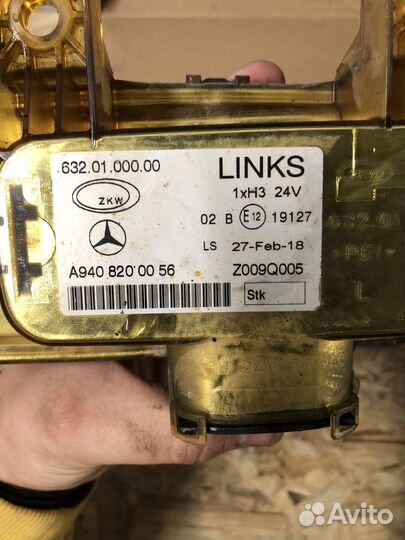 632.01.000.00
LINKS
ZKW
1xH3 24V
02 B E12 19127
LS 27-Feb-18
A940 820 00 56
Z009Q005
Stk
>PEI<
L
Avito